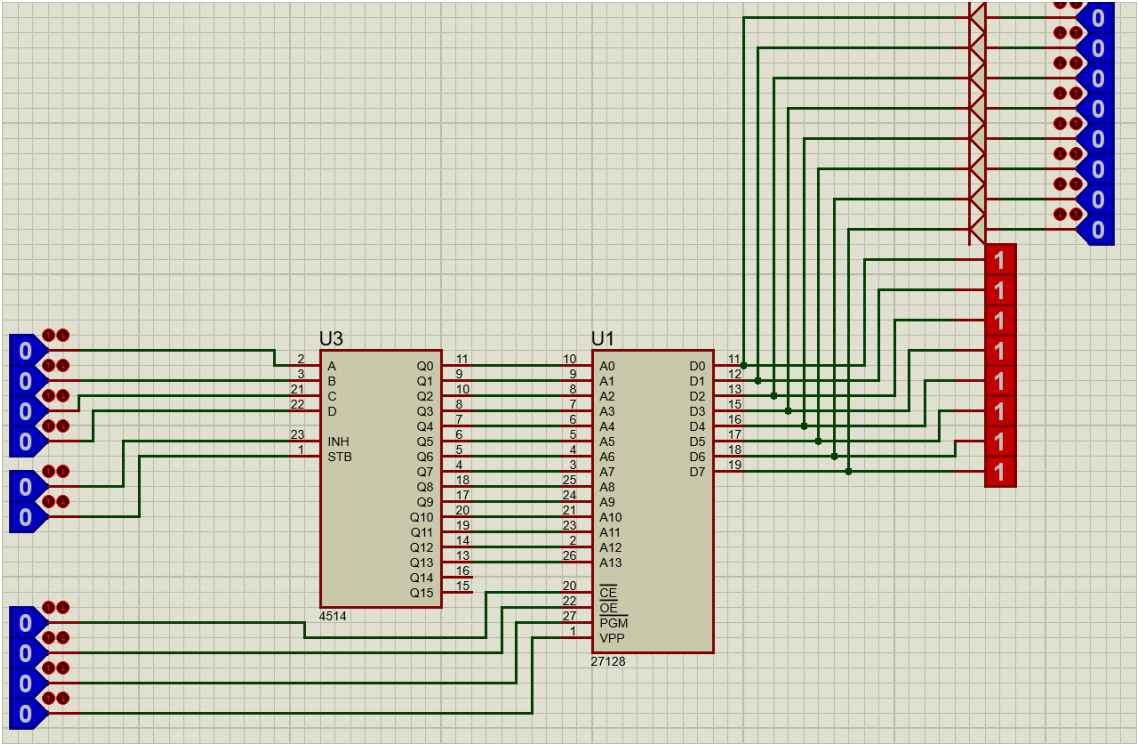 0
0
0
0
0
0
0
0
1
1
1
1
1
1
1
1
0
0
0
0
0
0
0
0
0
0
U3
2 A Q0 11
3 B Q1 9
21 C Q2 10
22 D Q3 8
Q4 7
23 INH Q5 6
1 STB Q6 5
Q7 4
Q8 18
Q9 17
Q10 20
Q11 19
Q12 14
Q13 13
Q14 16
Q15 15
4514
U1
10 A0 D0 11
9 A1 D1 12
8 A2 D2 13
7 A3 D3 15
6 A4 D4 16
5 A5 D5 17
4 A6 D6 18
3 A7 D7 19
25 A8
24 A9
21 A10
23 A11
2 A12
26 A13
20 CE
22 OE
27 PGM
1 VPP
27128